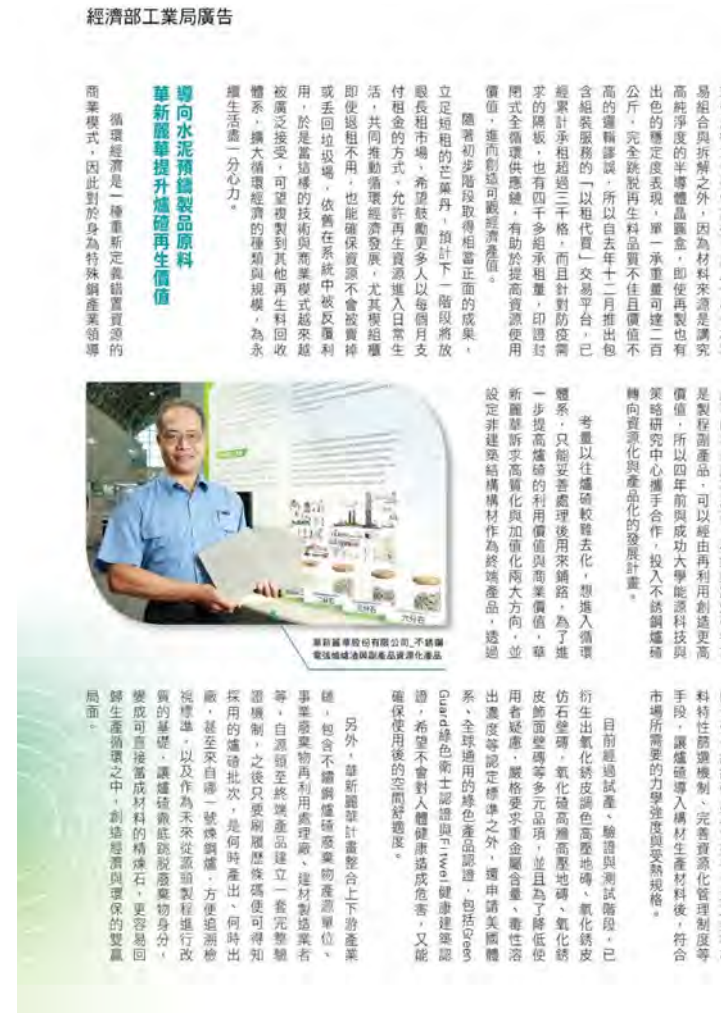 經濟部工業局廣告
易組合與拆解之外,因為材料來源是講究
高純淨度的半導體晶圓盒,即使再製也有
出色的穩定度表現,單一承重量可達二百
公斤,完全跳脫再生料品質不佳且價值不
高的邏輯謬誤,所以自去年十二月推出包
含組裝服務的「以租代買」交易平台,已
經累計承租超過三千格,而且針對防疫需
求的隔板,也有四千多組承租量,印證封
閉式全循環供應鏈,有助於提高資源使用
價值,進而創造可觀經濟產值。
隨著初步階段取得相當正面的成果,
立足短租的芒果丹,預計下一階段將放
眼長租市場,希望鼓勵更多人以每個月支
付租金的方式,允許再生資源進入日常生
活,共同推動循環經濟發展,尤其模組櫃
即使退租不用,也能確保資源不會被賣掉
或丟回垃圾場,依舊在系統中被反覆利
用,於是當這樣的技術與商業模式越來越
被廣泛接受,可望複製到其他再生料回收
體系,擴大循環經濟的種類與規模,為永
續生活盡一分心力。
導向水泥預鑄製品原料
華新麗華提升爐碴再生價值
循環經濟是一種重新定義錯置資源的
商業模式,因此對於身為特殊鋼產業領導
是製程副產品,可以經由再利用創造更高
價值,所以四年前與成功大學能源科技與
策略研究中心攜手合作,投入不銹鋼爐碴
轉向資源化與產品化的發展計畫。
考量以往爐碴較難去化,想進入循環
體系,只能妥善處理後用來鋪路,為了進
一步提高爐碴的利用價值與商業價值,華
新麗華訴求高質化與加值化兩大方向,並
設定非建築結構構材作為終端產品,透過
華新麗華股份有限公司_不銹鋼
電弧爐爐渣與副產品資源化產品
料特性篩選機制、完善資源化管理制度等
手段,讓爐碴導入構材生產材料後,符合
市場所需要的力學強度與受熱規格。
目前經過試產、驗證與測試階段,已
衍生出氧化銹皮調色高壓地磚、氧化銹皮
仿石壁磚、氧化碴高爐高壓地磚、氧化銹
皮飾面壁磚等多元品項,並且為了降低使
用者疑慮,嚴格要求重金屬含量、毒性溶
出濃度等認定標準之外,還申請美國體
系、全球通用的綠色產品認證,包括Green
Guard綠色衛士認證與Fitwel健康建築認
證,希望不會對人體健康造成危害,又能
確保使用後的空間舒適度。
另外,華新麗華計畫整合上下游產業
鏈,包含不鏽鋼爐碴廢棄物產源單位、
事業廢棄物再利用處理廠、建材製造業者
等,自源頭至終端產品建立一套完整驗
證機制,之後只要刷履歷條碼便可得知
採用的爐碴批次,是何時產出、何時出
廠,甚至來自哪一號煉鋼爐,方便追溯檢
視標準,以及作為未來從源頭製程進行改
質的基礎,讓爐碴徹底跳脫廢棄物身分,
變成可直接當成材料的精煉石,更容易回
歸生產循環之中,創造經濟與環保的雙贏
局面。